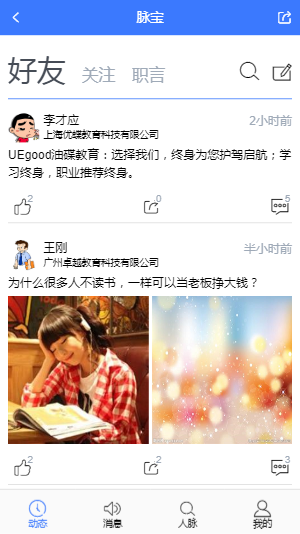 脉宝
好友 关注 职言
李才应 2小时前
上海优蝶教育科技有限公司
UEgood油碟教育：选择我们，终身为您护驾启航；学
习终身，职业推荐终身。
2 0 5
王刚 半小时前
广州卓越教育科技有限公司
为什么很多人不读书，一样可以当老板挣大钱？
2 2 3
动态 消息 人脉 我的